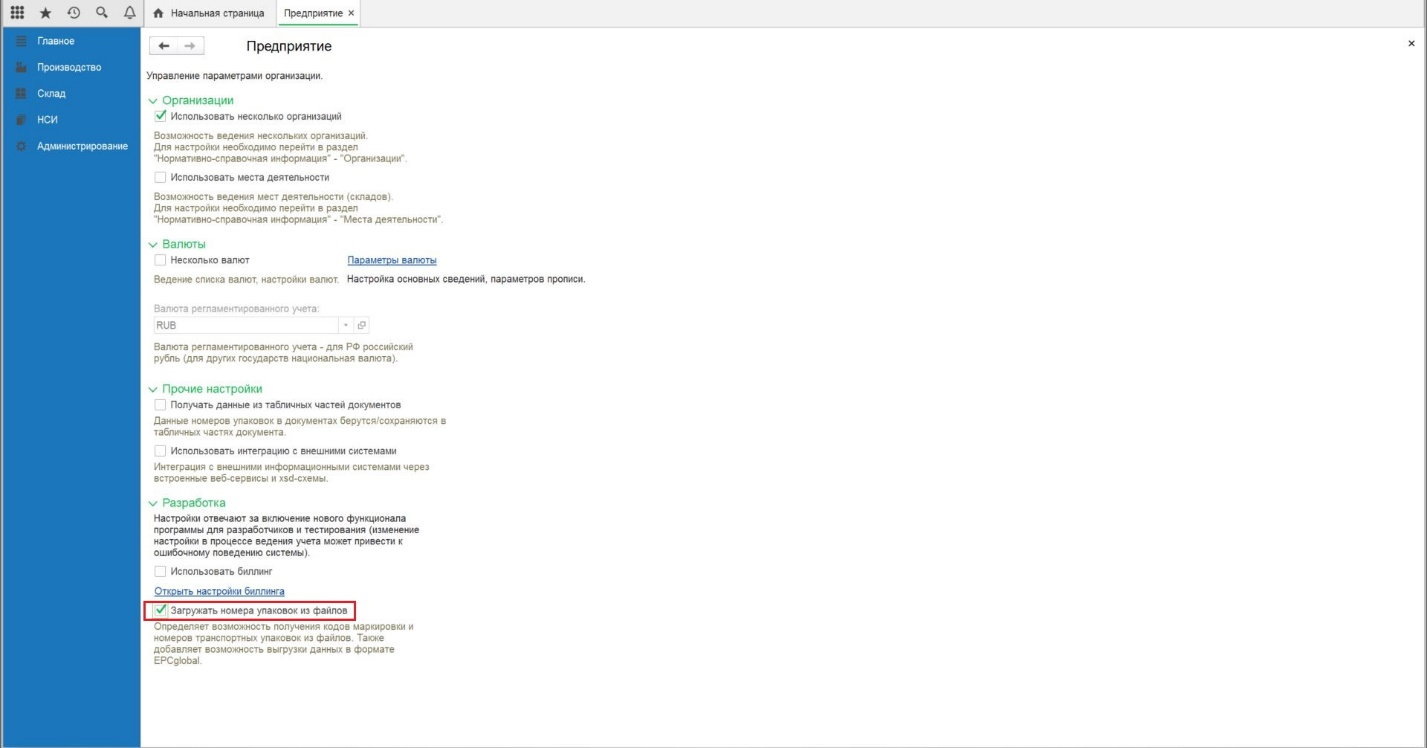 Начальная страница
Предприятие ×
Главное
Производство
Склад
НСИ
Администрирование
Предприятие
Управление параметрами организации.
Организации
Использовать несколько организаций
Возможность ведения нескольких организаций.
Для настройки необходимо перейти в раздел
"Нормативно-справочная информация" - "Организации".
Использовать места деятельности
Возможность ведения мест деятельности (складов).
Для настройки необходимо перейти в раздел
"Нормативно-справочная информация" - "Места деятельности".
Валюты
Несколько валют Параметры валюты
Ведение списка валют, настройки валют. Настройка основных сведений, параметров прописи.
Валюта регламентированного учета:
RUB
Валюта регламентированного учета - для РФ российский
рубль (для других государств национальная валюта).
Прочие настройки
Получать данные из табличных частей документов
Данные номеров упаковок в документах берутся/сохраняются в
табличных частях документа.
Использовать интеграцию с внешними системами
Интеграция с внешними информационными системами через
встроенные веб-сервисы и xsd-схемы.
Разработка
Настройки отвечают за включение нового функционала
программы для разработчиков и тестирования (изменение
настройки в процессе ведения учета может привести к
ошибочному поведению системы).
Использовать биллинг
Открыть настройки биллинга
Загружать номера упаковок из файлов
Определяет возможность получения кодов маркировки и
номеров транспортных упаковок из файлов. Также
добавляет возможность выгрузки данных в формате
EPCglobal.